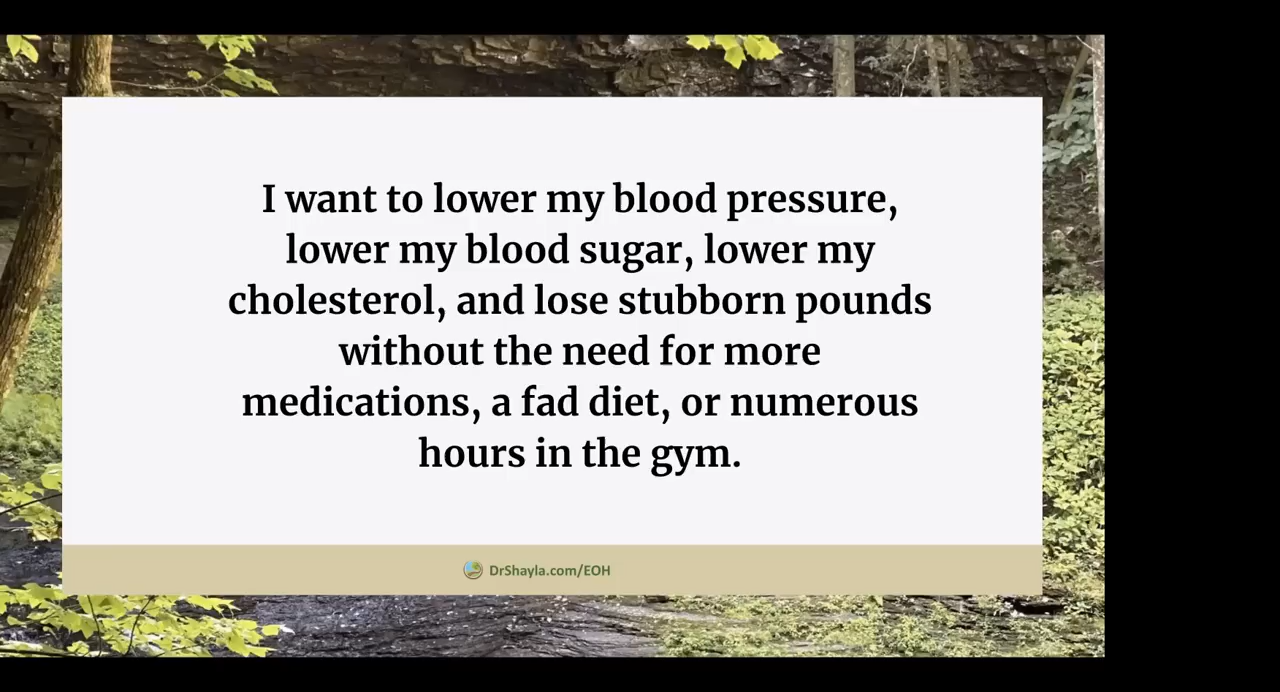 I want to lower my blood pressure,
lower my blood sugar, lower my
cholesterol, and lose stubborn pounds
without the need for more
medications, a fad diet, or numerous
hours in the gym.
DrShayla.com/EOH